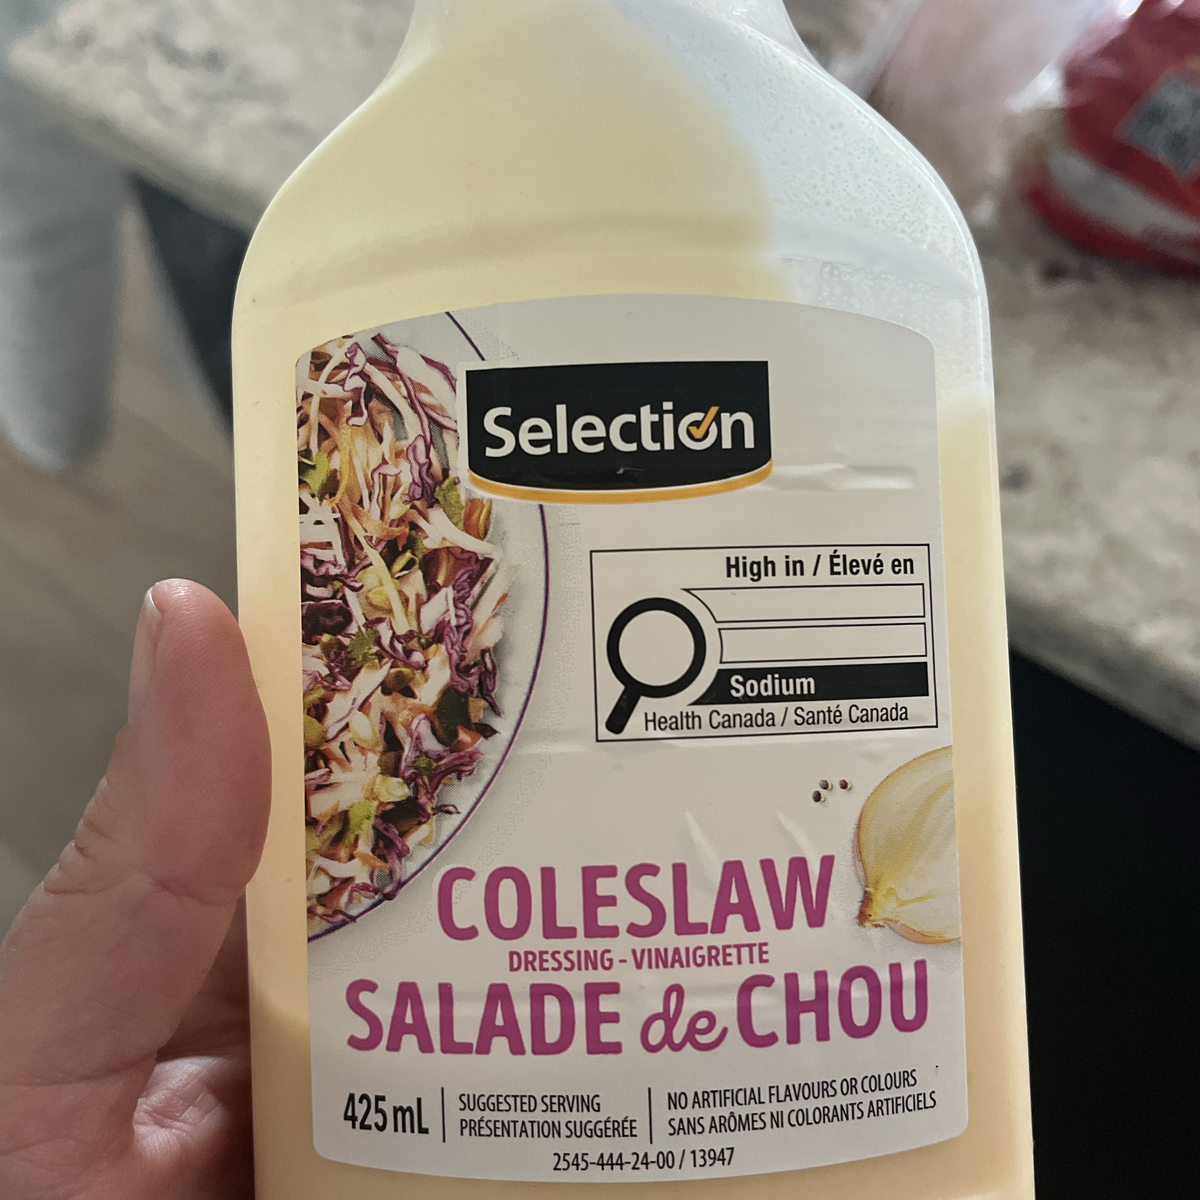 Selection
High in / Élevé en
Sodium
Health Canada / Santé Canada
COLESLAW
DRESSING - VINAIGRETTE
SALADE de CHOU
425 mL
SUGGESTED SERVING
PRÉSENTATION SUGGÉRÉE
NO ARTIFICIAL FLAVOURS OR COLOURS
SANS ARÔMES NI COLORANTS ARTIFICIELS
2545-444-24-00 / 13947